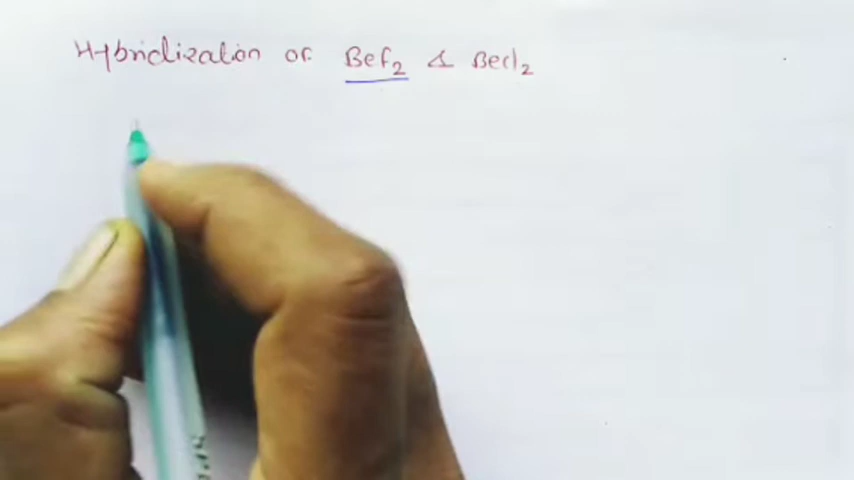 Hybridization of BeF₂ & BeCl₂